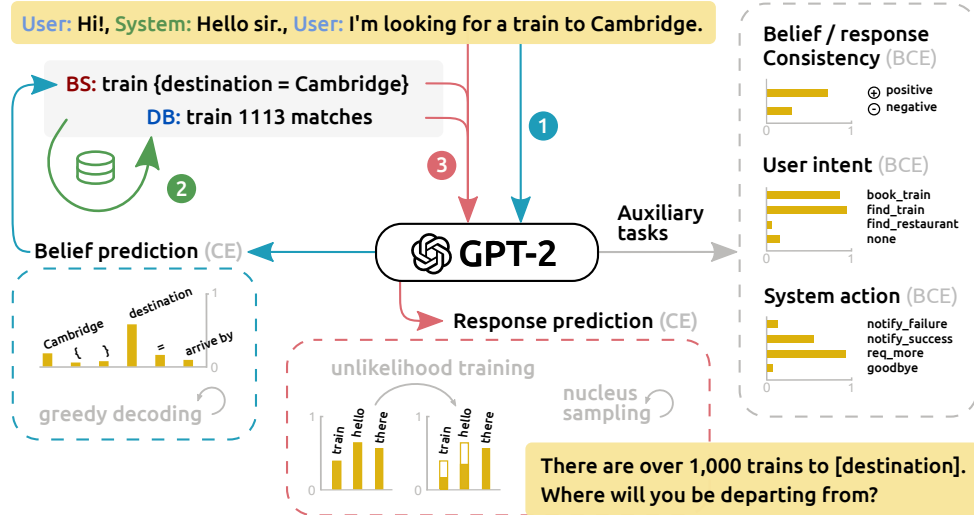 User: Hi!, System: Hello sir., User: I'm looking for a train to Cambridge.
BS: train {destination = Cambridge}
DB: train 1113 matches
1
3
2
GPT-2
Auxiliary
tasks
Belief prediction (CE)
1
0
Cambridge
{
}
destination
=
arrive by
greedy decoding
Response prediction (CE)
unlikelihood training
nucleus
sampling
1
0
train
hello
there
1
0
train
hello
there
There are over 1,000 trains to [destination].
Where will you be departing from?
Belief / response
Consistency (BCE)
+ positive
- negative
0 1
User intent (BCE)
book_train
find_train
find_restaurant
none
0 1
System action (BCE)
notify_failure
notify_success
req_more
goodbye
0 1